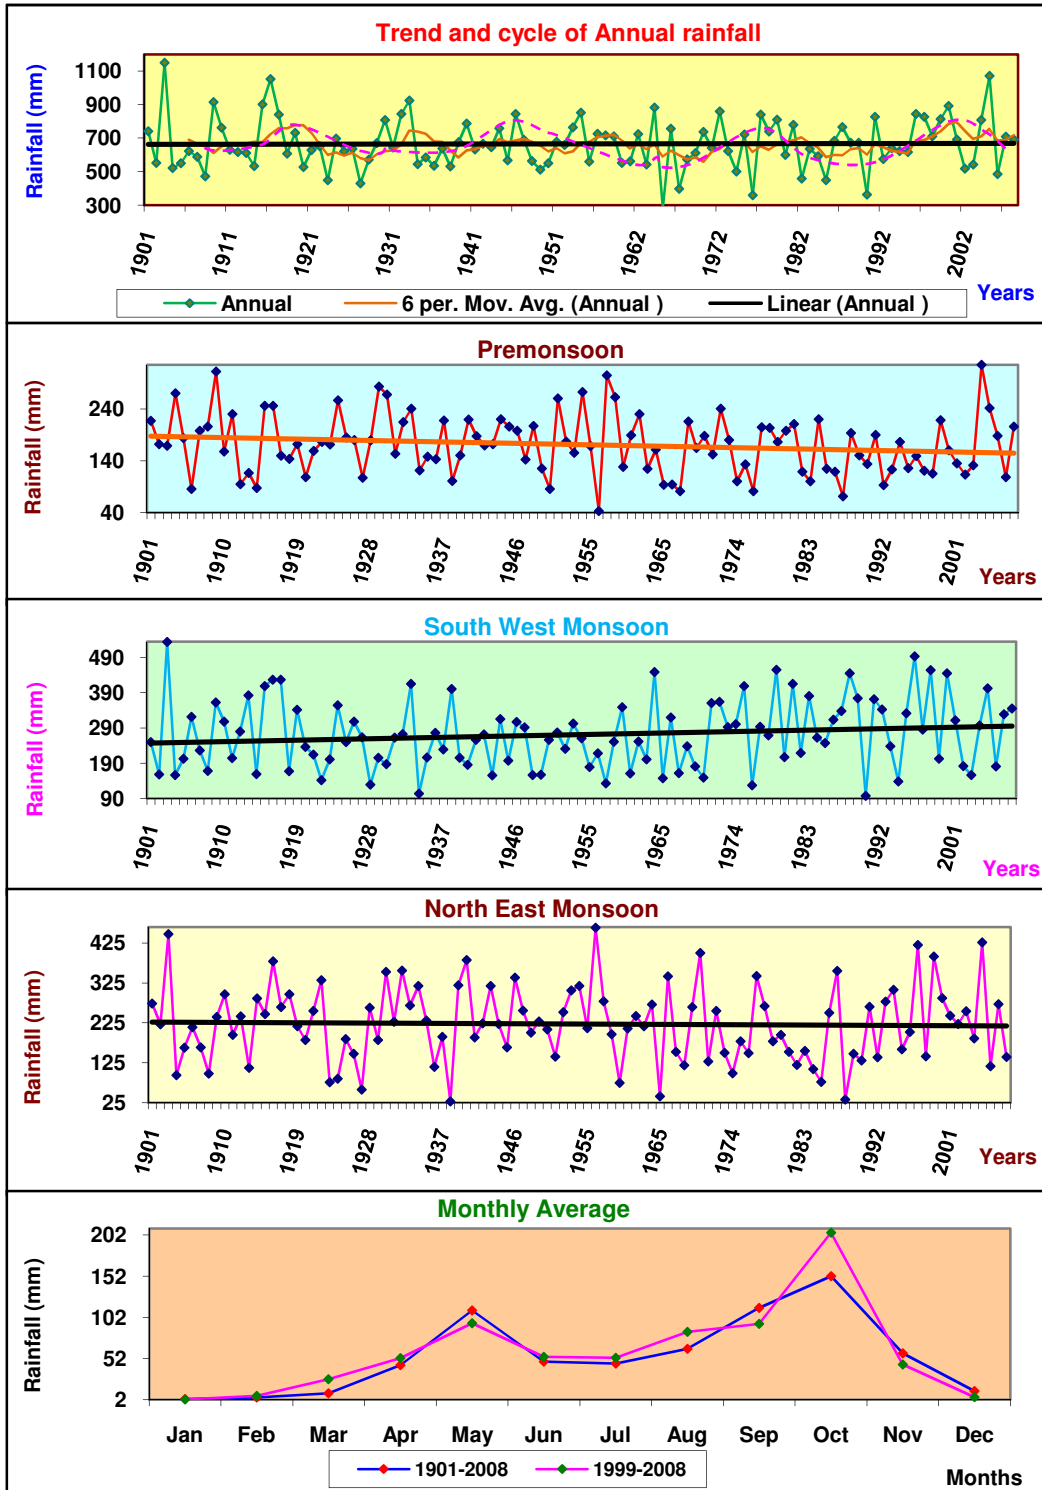 Trend and cycle of Annual rainfall
Rainfall (mm)
1100
900
700
500
300
1901 1911 1921 1931 1941 1951 1962 1972 1982 1992 2002
Years
Annual 6 per. Mov. Avg. (Annual ) Linear (Annual )
Premonsoon
Rainfall (mm)
240
140
40
1901 1910 1919 1928 1937 1946 1955 1965 1974 1983 1992 2001
Years
South West Monsoon
Rainfall (mm)
490
390
290
190
90
1901 1910 1919 1928 1937 1946 1955 1965 1974 1983 1992 2001
Years
North East Monsoon
Rainfall (mm)
425
325
225
125
25
1901 1910 1919 1928 1937 1946 1955 1965 1974 1983 1992 2001
Years
Monthly Average
Rainfall (mm)
202
152
102
52
2
Jan Feb Mar Apr May Jun Jul Aug Sep Oct Nov Dec
1901-2008 1999-2008
Months